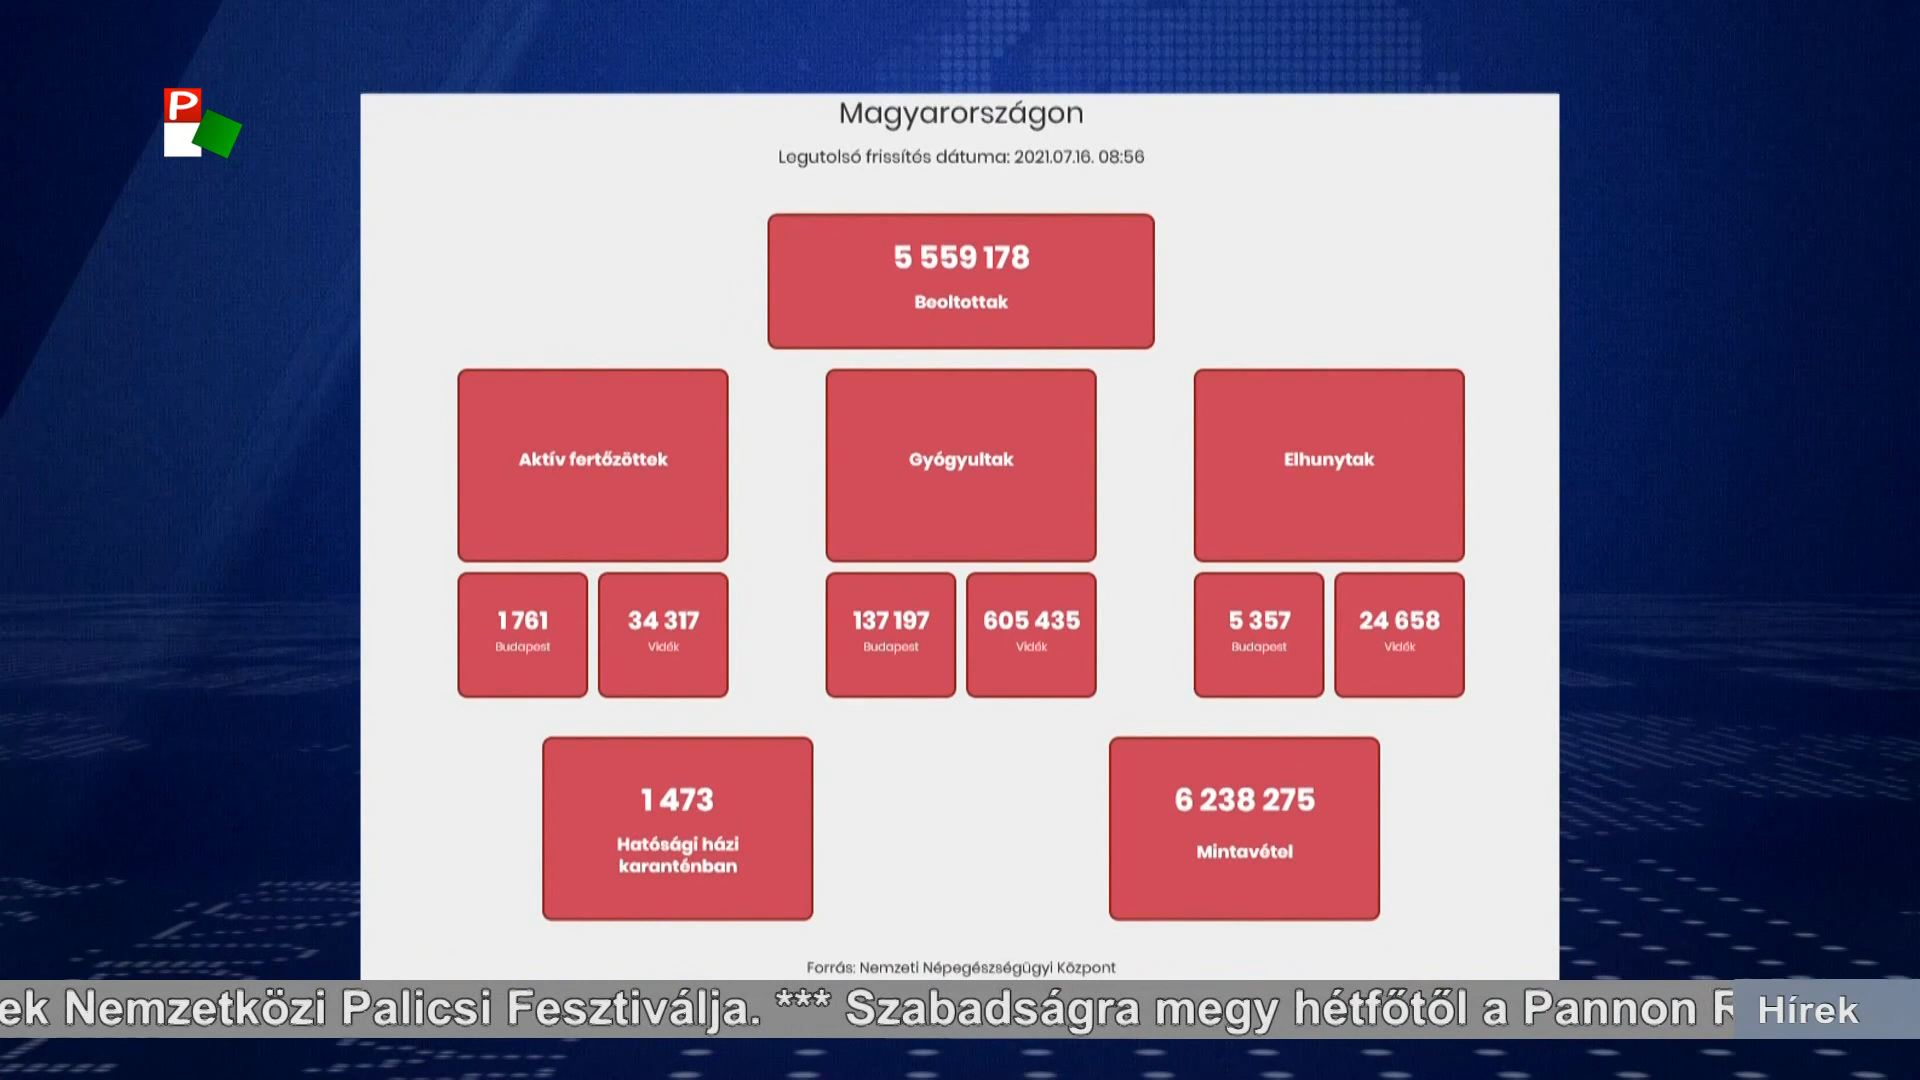 P
Magyarországon
Legutolsó frissítés dátuma: 2021.07.16. 08:56
5 559 178
Beoltottak
Aktív fertőzöttek
Gyógyultak
Elhunytak
1 761
Budapest
34 317
Vidék
137 197
Budapest
605 435
Vidék
5 357
Budapest
24 658
Vidék
1 473
Hatósági házi
karanténban
6 238 275
Mintavétel
Forrás: Nemzeti Népegészségügyi Központ
ek Nemzetközi Palicsi Fesztiválja. *** Szabadságra megy hétfőtől a Pannon
Hírek